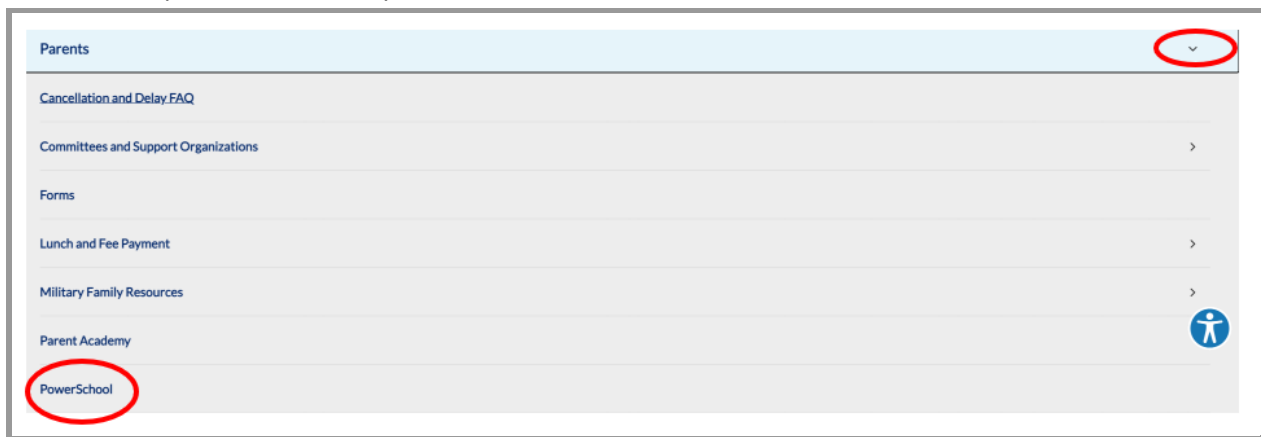 Parents
Cancellation and Delay FAQ
Committees and Support Organizations
Forms
Lunch and Fee Payment
Military Family Resources
Parent Academy
PowerSchool